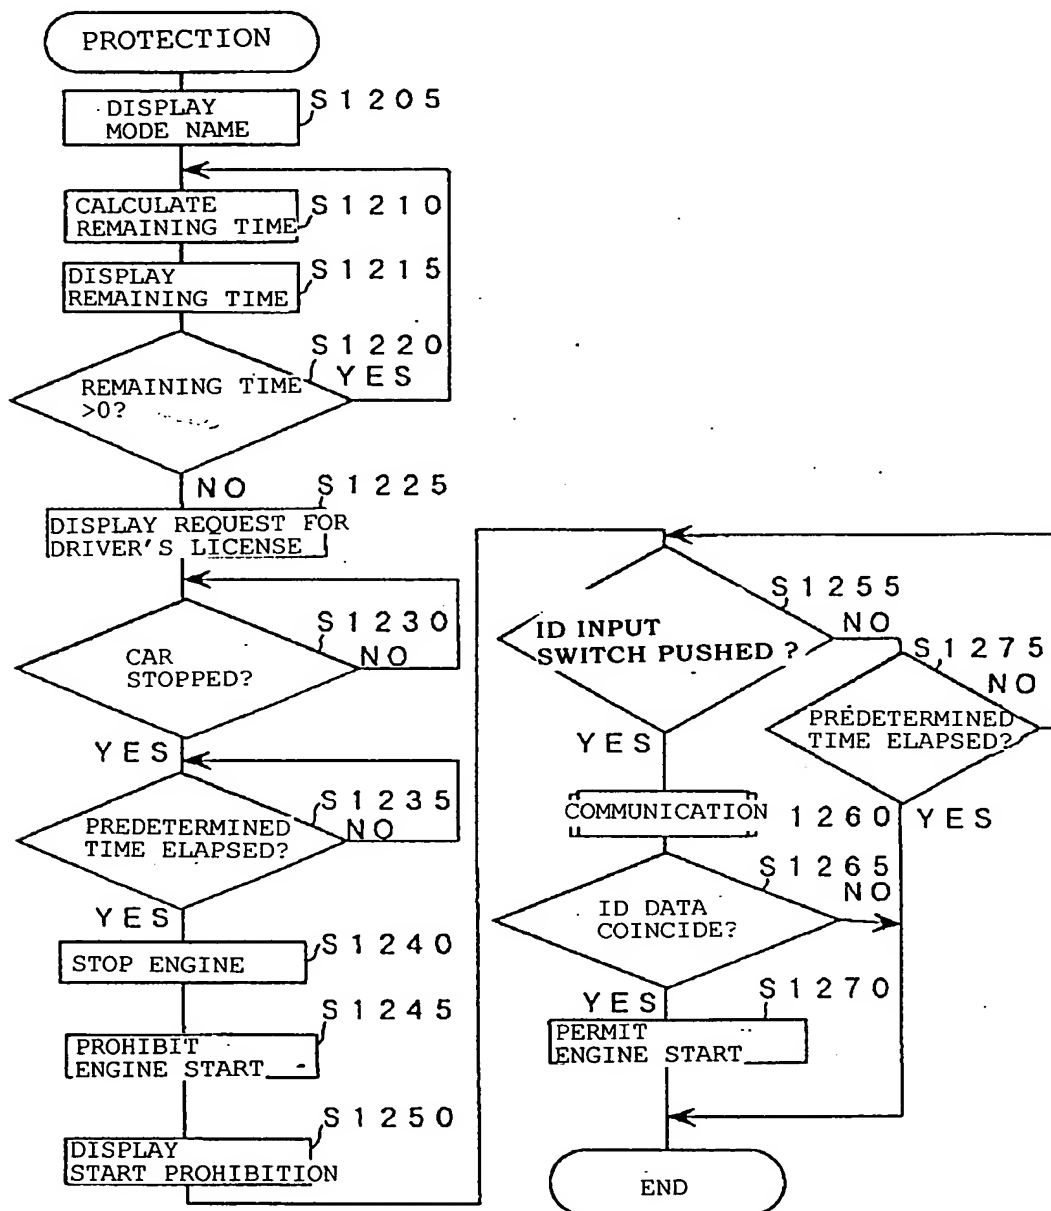 PROTECTION
DISPLAY
MODE NAME
S1205
CALCULATE
REMAINING TIME
S1210
DISPLAY
REMAINING TIME
S1215
REMAINING TIME
>0?
S1220
YES
NO
DISPLAY REQUEST FOR
DRIVER'S LICENSE
S1225
CAR
STOPPED?
S1230
NO
YES
PREDETERMINED
TIME ELAPSED?
S1235
NO
YES
STOP ENGINE
S1240
PROHIBIT
ENGINE START
S1245
DISPLAY
START PROHIBITION
S1250
ID INPUT
SWITCH PUSHED ?
S1255
NO
YES
PREDETERMINED
TIME ELAPSED?
S1275
NO
YES
COMMUNICATION
1260
ID DATA
COINCIDE?
S1265
NO
YES
PERMIT
ENGINE START
S1270
END